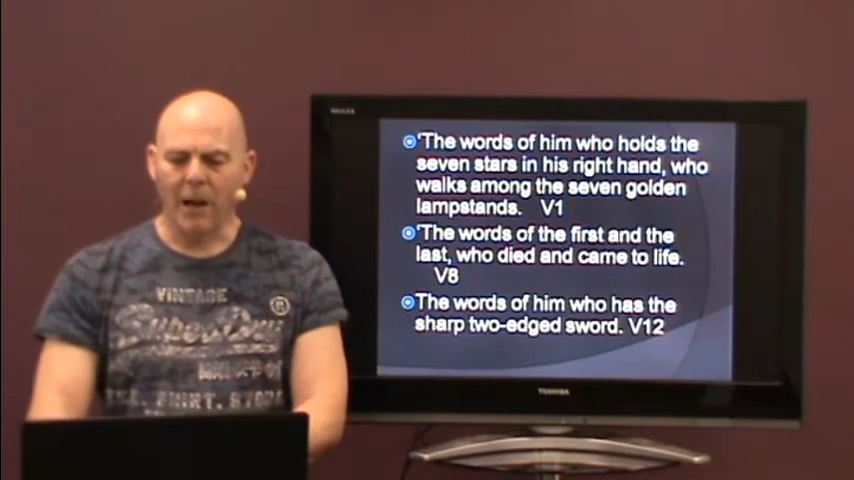 'The words of him who holds the
seven stars in his right hand, who
walks among the seven golden
lampstands. V1
'The words of the first and the
last, who died and came to life.
V8
The words of him who has the
sharp two-edged sword. V12
TOSHIBA
VINTAGE
SuperDry
®